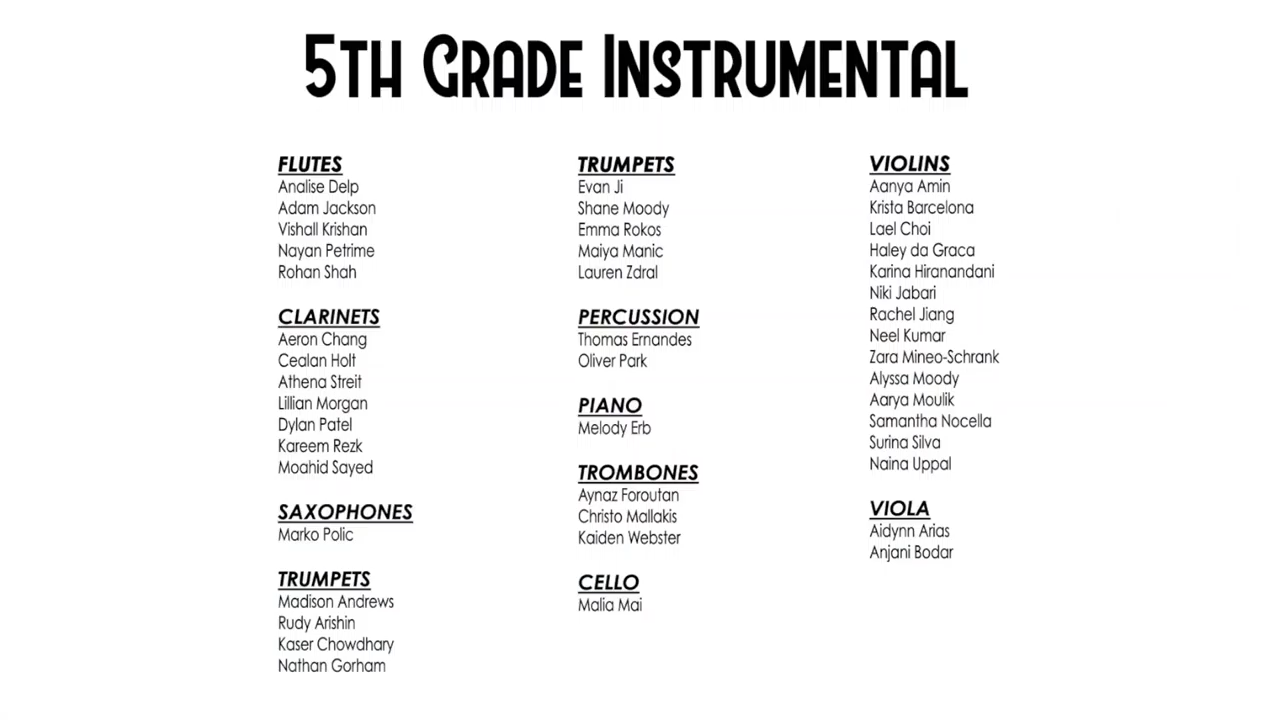 5TH GRADE INSTRUMENTAL
FLUTES
Analise Delp
Adam Jackson
Vishall Krishan
Nayan Petrime
Rohan Shah
CLARINETS
Aeron Chang
Cealan Holt
Athena Streit
Lillian Morgan
Dylan Patel
Kareem Rezk
Moahid Sayed
SAXOPHONES
Marko Polic
TRUMPETS
Madison Andrews
Rudy Arishin
Kaser Chowdhary
Nathan Gorham
TRUMPETS
Evan Ji
Shane Moody
Emma Rokos
Maiya Manic
Lauren Zdral
PERCUSSION
Thomas Ernandes
Oliver Park
PIANO
Melody Erb
TROMBONES
Aynaz Foroutan
Christo Mallakis
Kaiden Webster
CELLO
Malia Mai
VIOLINS
Aanya Amin
Krista Barcelona
Lael Choi
Haley da Graca
Karina Hiranandani
Niki Jabari
Rachel Jiang
Neel Kumar
Zara Mineo-Schrank
Alyssa Moody
Aarya Moulik
Samantha Nocella
Surina Silva
Naina Uppal
VIOLA
Aidynn Arias
Anjani Bodar